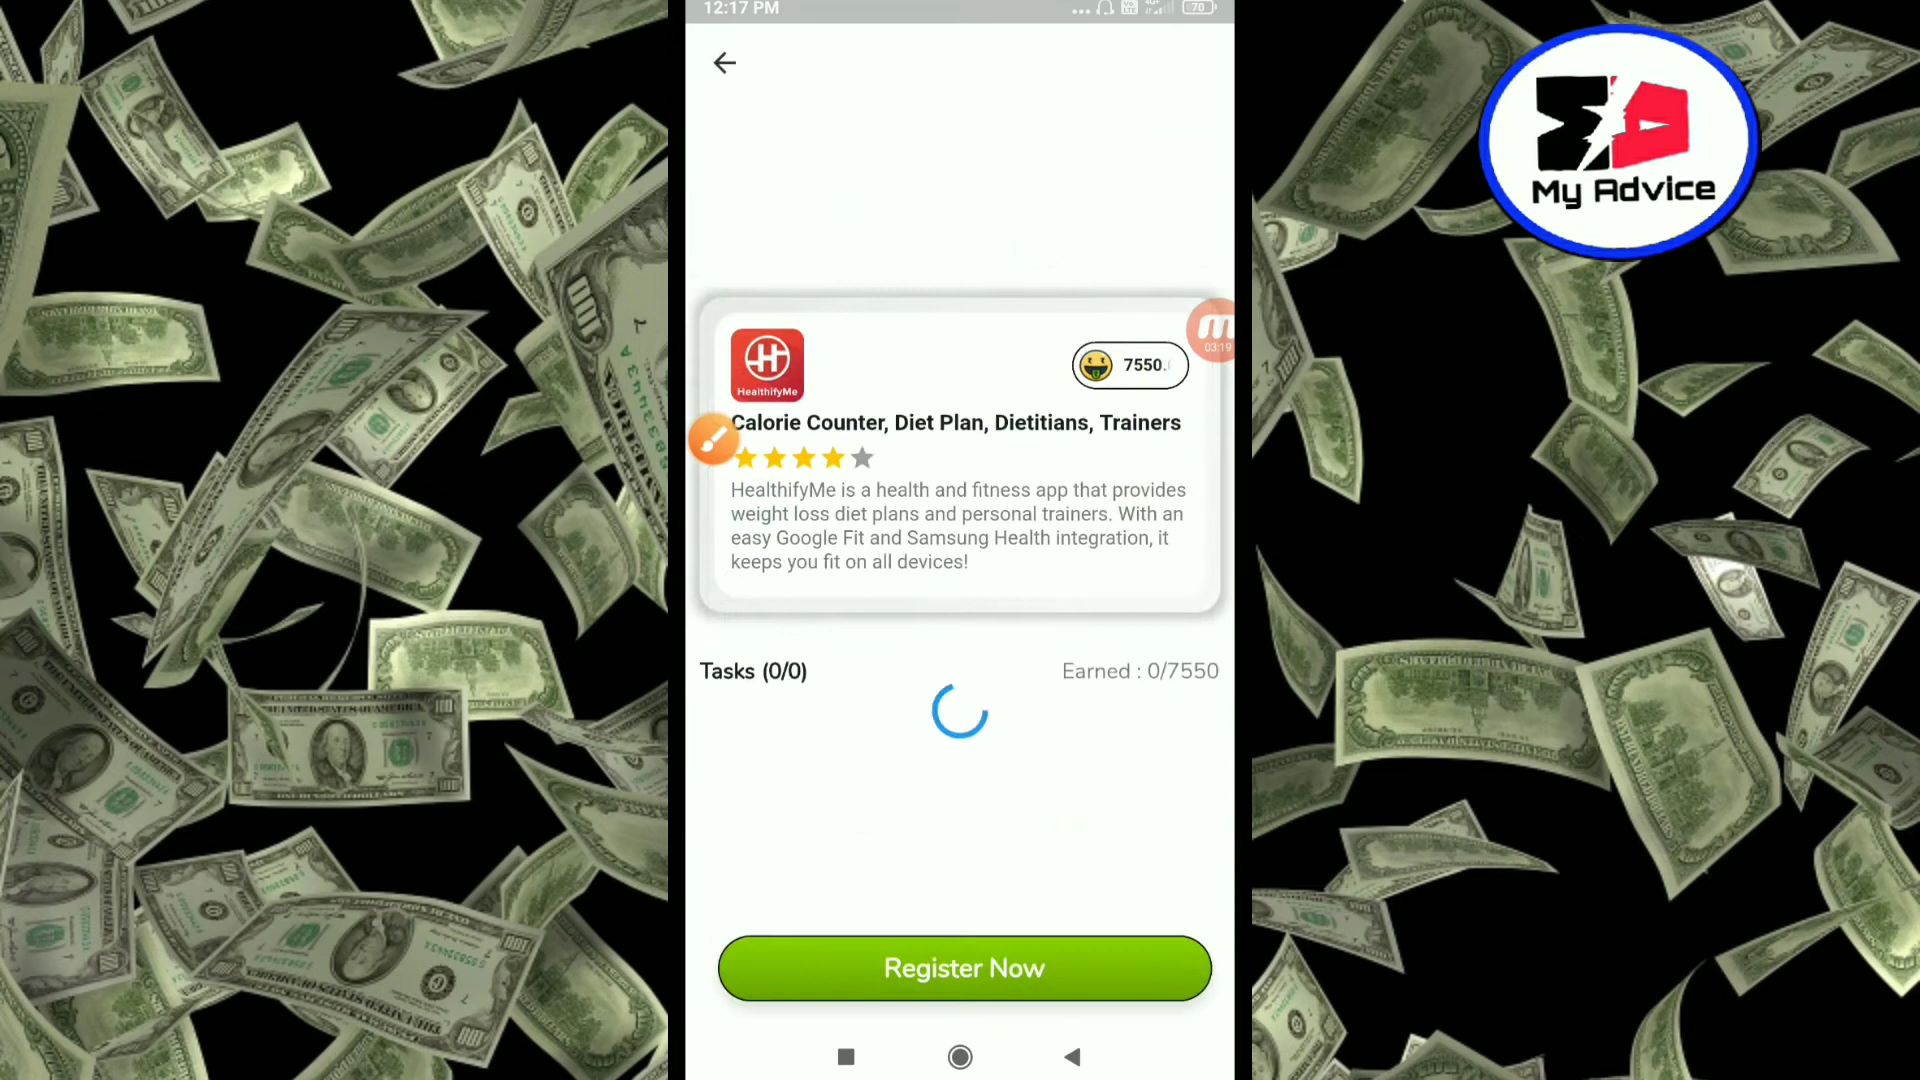 12:17 PM
70
My Advice
HealthifyMe
7550.
03:19
Calorie Counter, Diet Plan, Dietitians, Trainers
HealthifyMe is a health and fitness app that provides
weight loss diet plans and personal trainers. With an
easy Google Fit and Samsung Health integration, it
keeps you fit on all devices!
Tasks (0/0)
Earned : 0/7550
Register Now